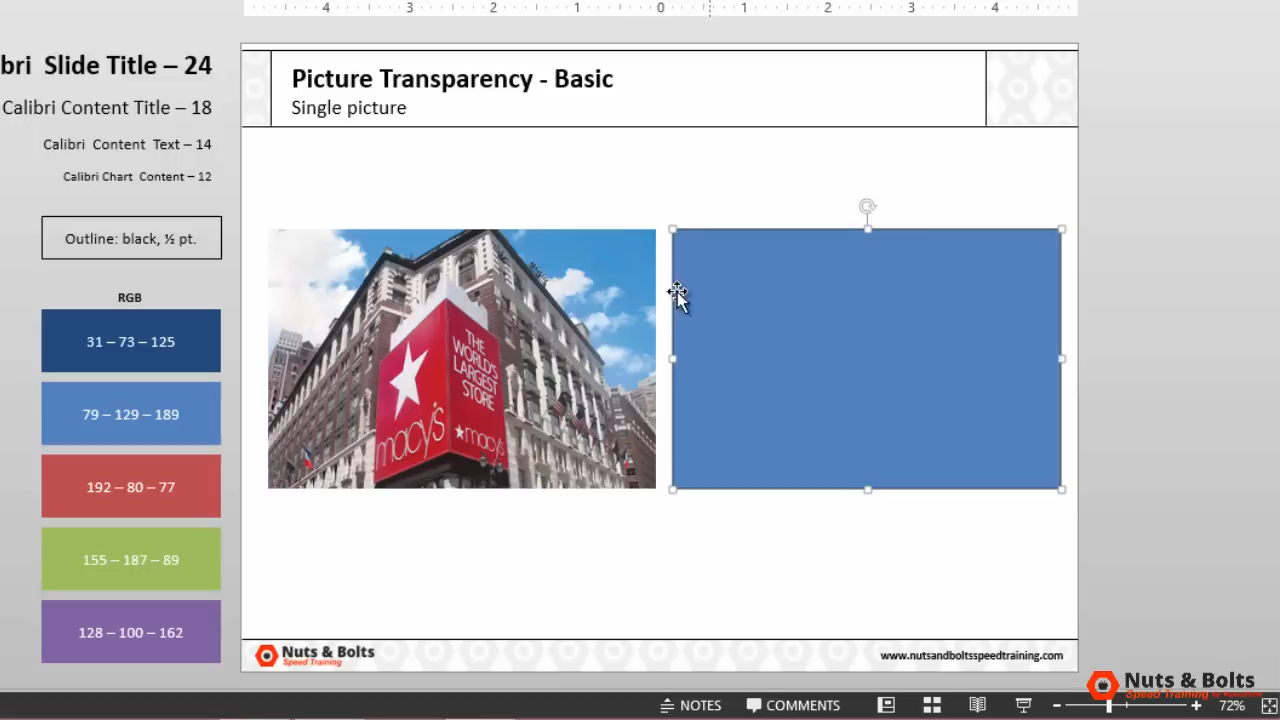 4 3 2 1 0 1 2 3 4
bri Slide Title – 24
Calibri Content Title – 18
Calibri Content Text – 14
Calibri Chart Content – 12
Outline: black, ½ pt.
RGB
31 – 73 – 125
79 – 129 – 189
192 – 80 – 77
155 – 187 – 89
128 – 100 – 162
Picture Transparency - Basic
Single picture
THE
WORLD'S
LARGEST
STORE
macy's
macy's
Nuts & Bolts
Speed Training
www.nutsandboltsspeedtraining.com
Nuts & Bolts
Speed Training
NOTES
COMMENTS
72%